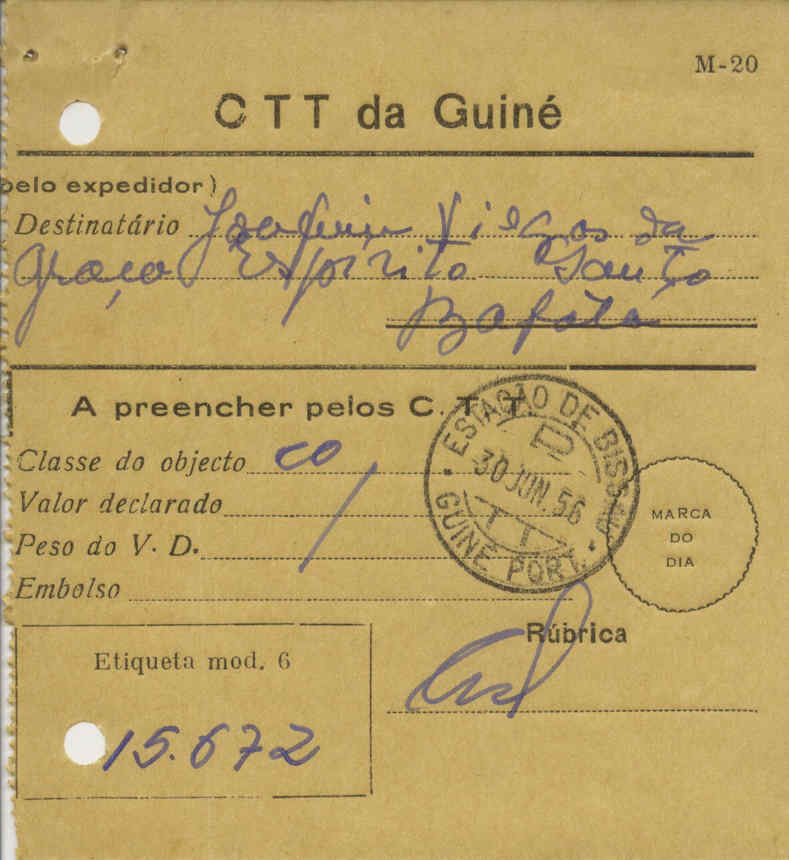 M-20
CTT da Guiné
pelo expedidor)
Destinatário Joaquim Viegas da
Graça Espírito Santo
Bafatá
A preencher pelos C. T T.
Classe do objecto co
Valor declarado
Peso do V. D.
Embolso
ESTAÇÃO DE BISSAU
30 JUN. 56
T T
GUINÉ PORT.
MARCA
DO
DIA
Rúbrica
Etiqueta mod. 6
15.672